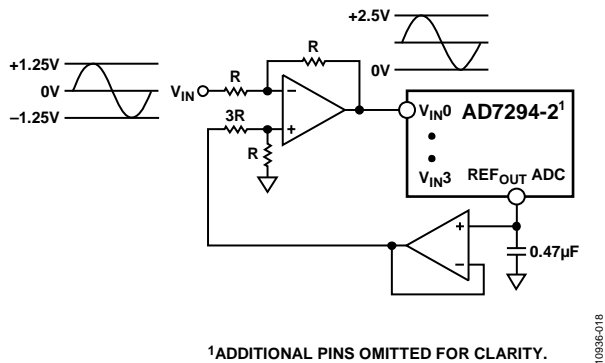 +2.5V
0V
+1.25V
0V
–1.25V
VIN
R
R
–
+
3R
R
VIN0
AD7294-2¹
VIN3
REFOUT ADC
+
–
0.47µF
¹ADDITIONAL PINS OMITTED FOR CLARITY.
10936-018